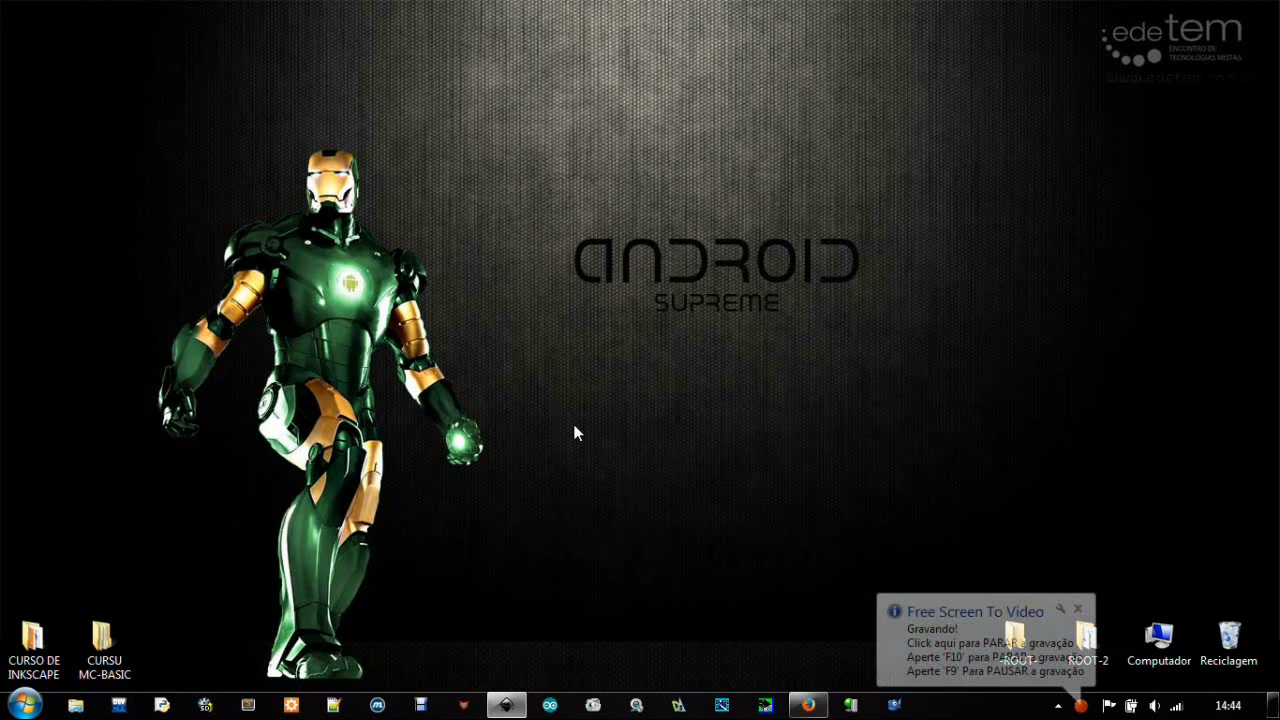 edetem
ENCONTRO DE
TECNOLOGIAS MISTAS
ANDROID
SUPREME
Free Screen To Video
Gravando!
Click aqui para PARAR a gravação
Aperte 'F10' para PARAR a gravação
Aperte 'F9' Para PAUSAR a gravação
CURSO DE
INKSCAPE
CURSU
MC-BASIC
-ROOT-
ROOT-2
Computador
Reciclagem
SD
14:44